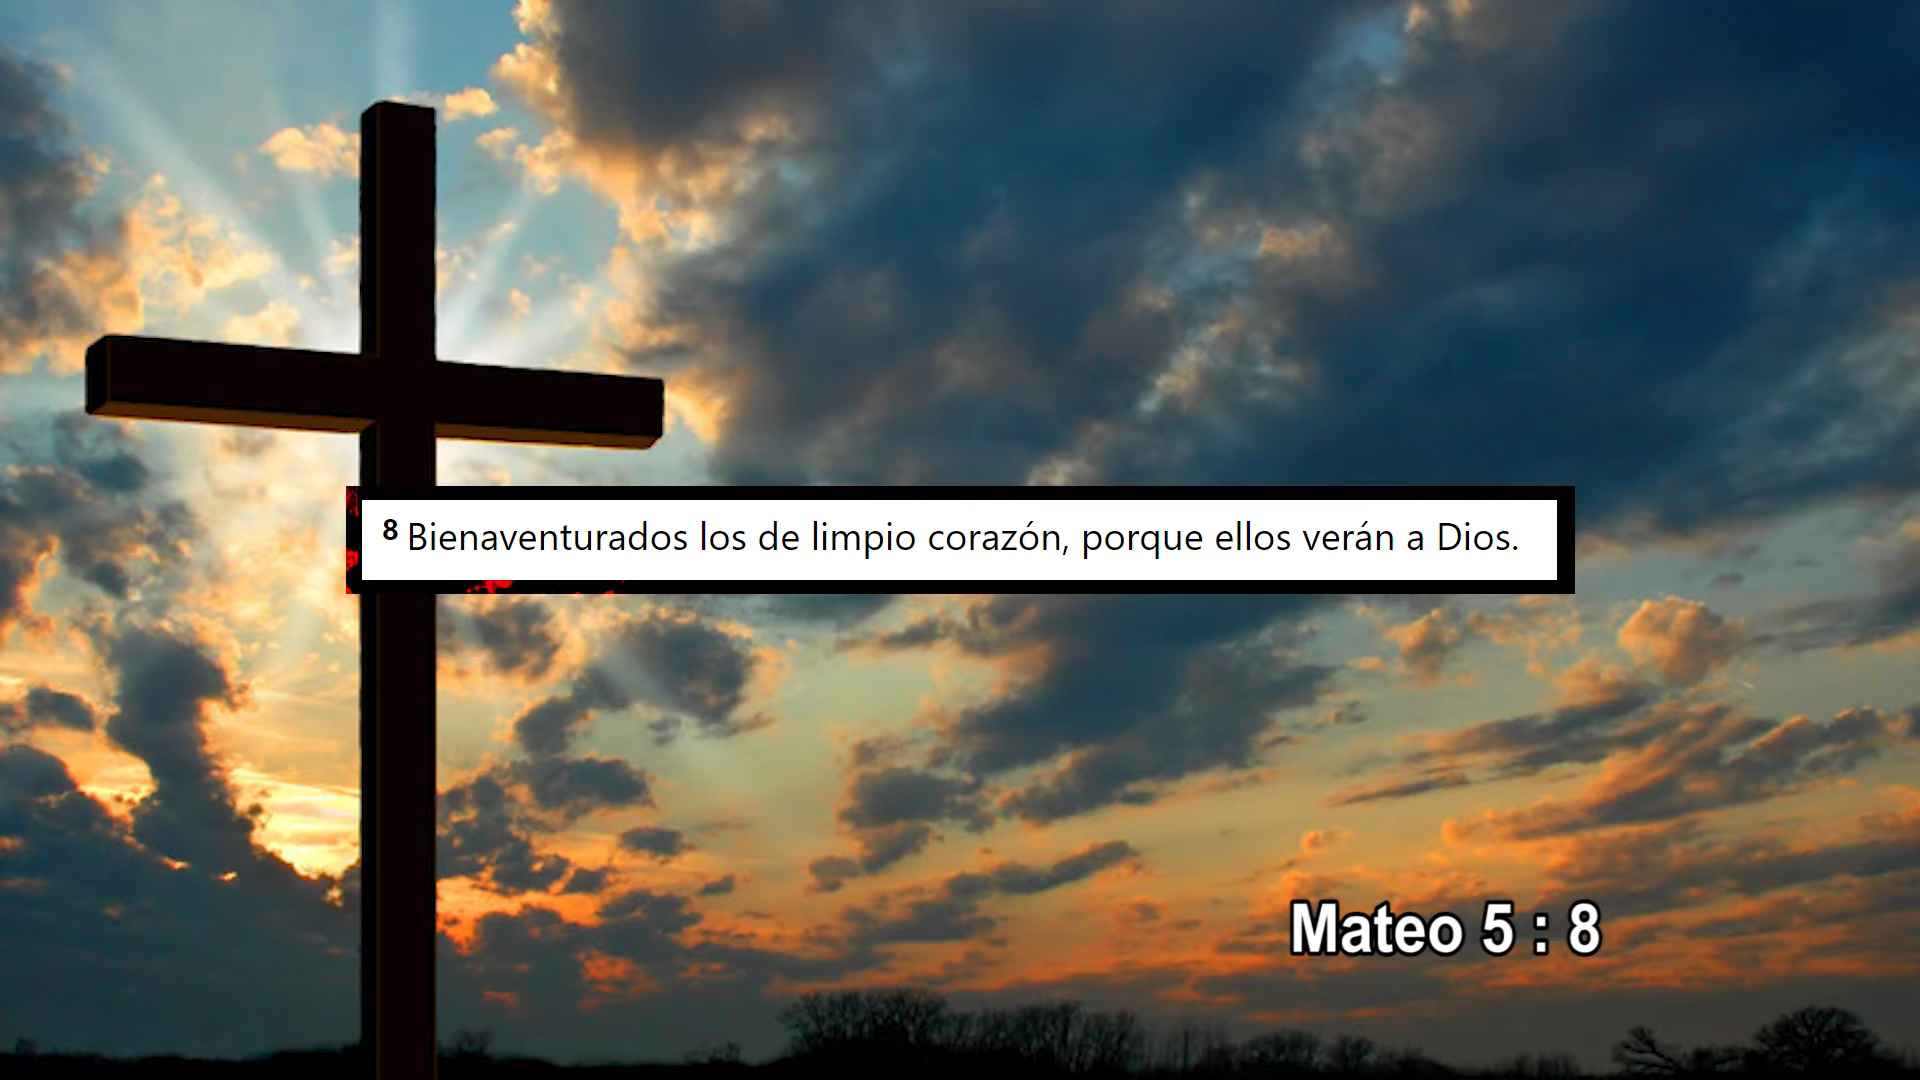 8 Bienaventurados los de limpio corazón, porque ellos verán a Dios.
Mateo 5 : 8